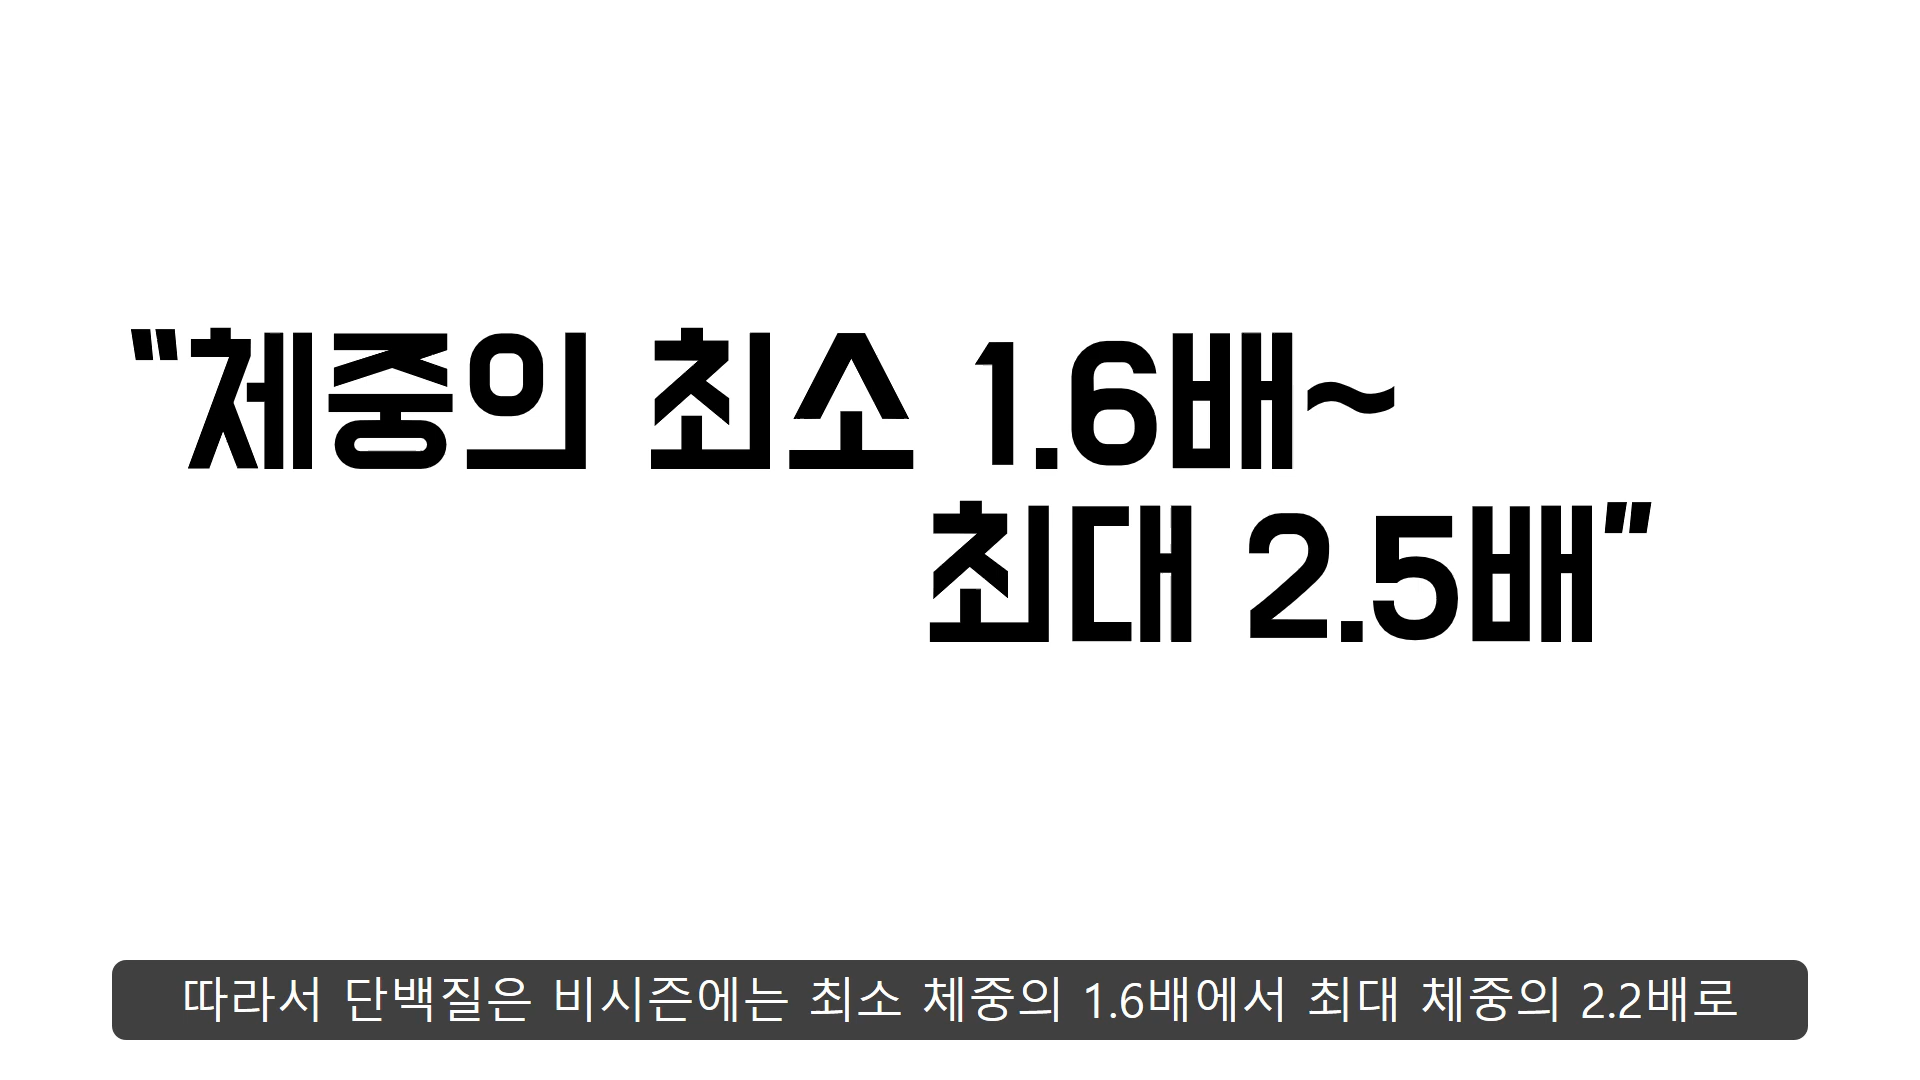 “체중의 최소 1.6배~
최대 2.5배”
따라서 단백질은 비시즌에는 최소 체중의 1.6배에서 최대 체중의 2.2배로